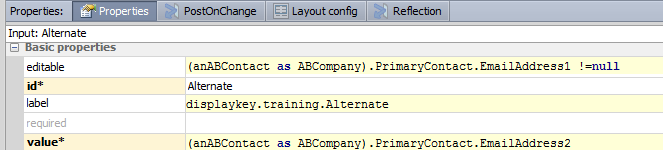 Properties: Properties PostOnChange Layout config Reflection
Input: Alternate
Basic properties
editable (anABContact as ABCompany).PrimaryContact.EmailAddress1 !=null
id* Alternate
label displaykey.training.Alternate
required
value* (anABContact as ABCompany).PrimaryContact.EmailAddress2